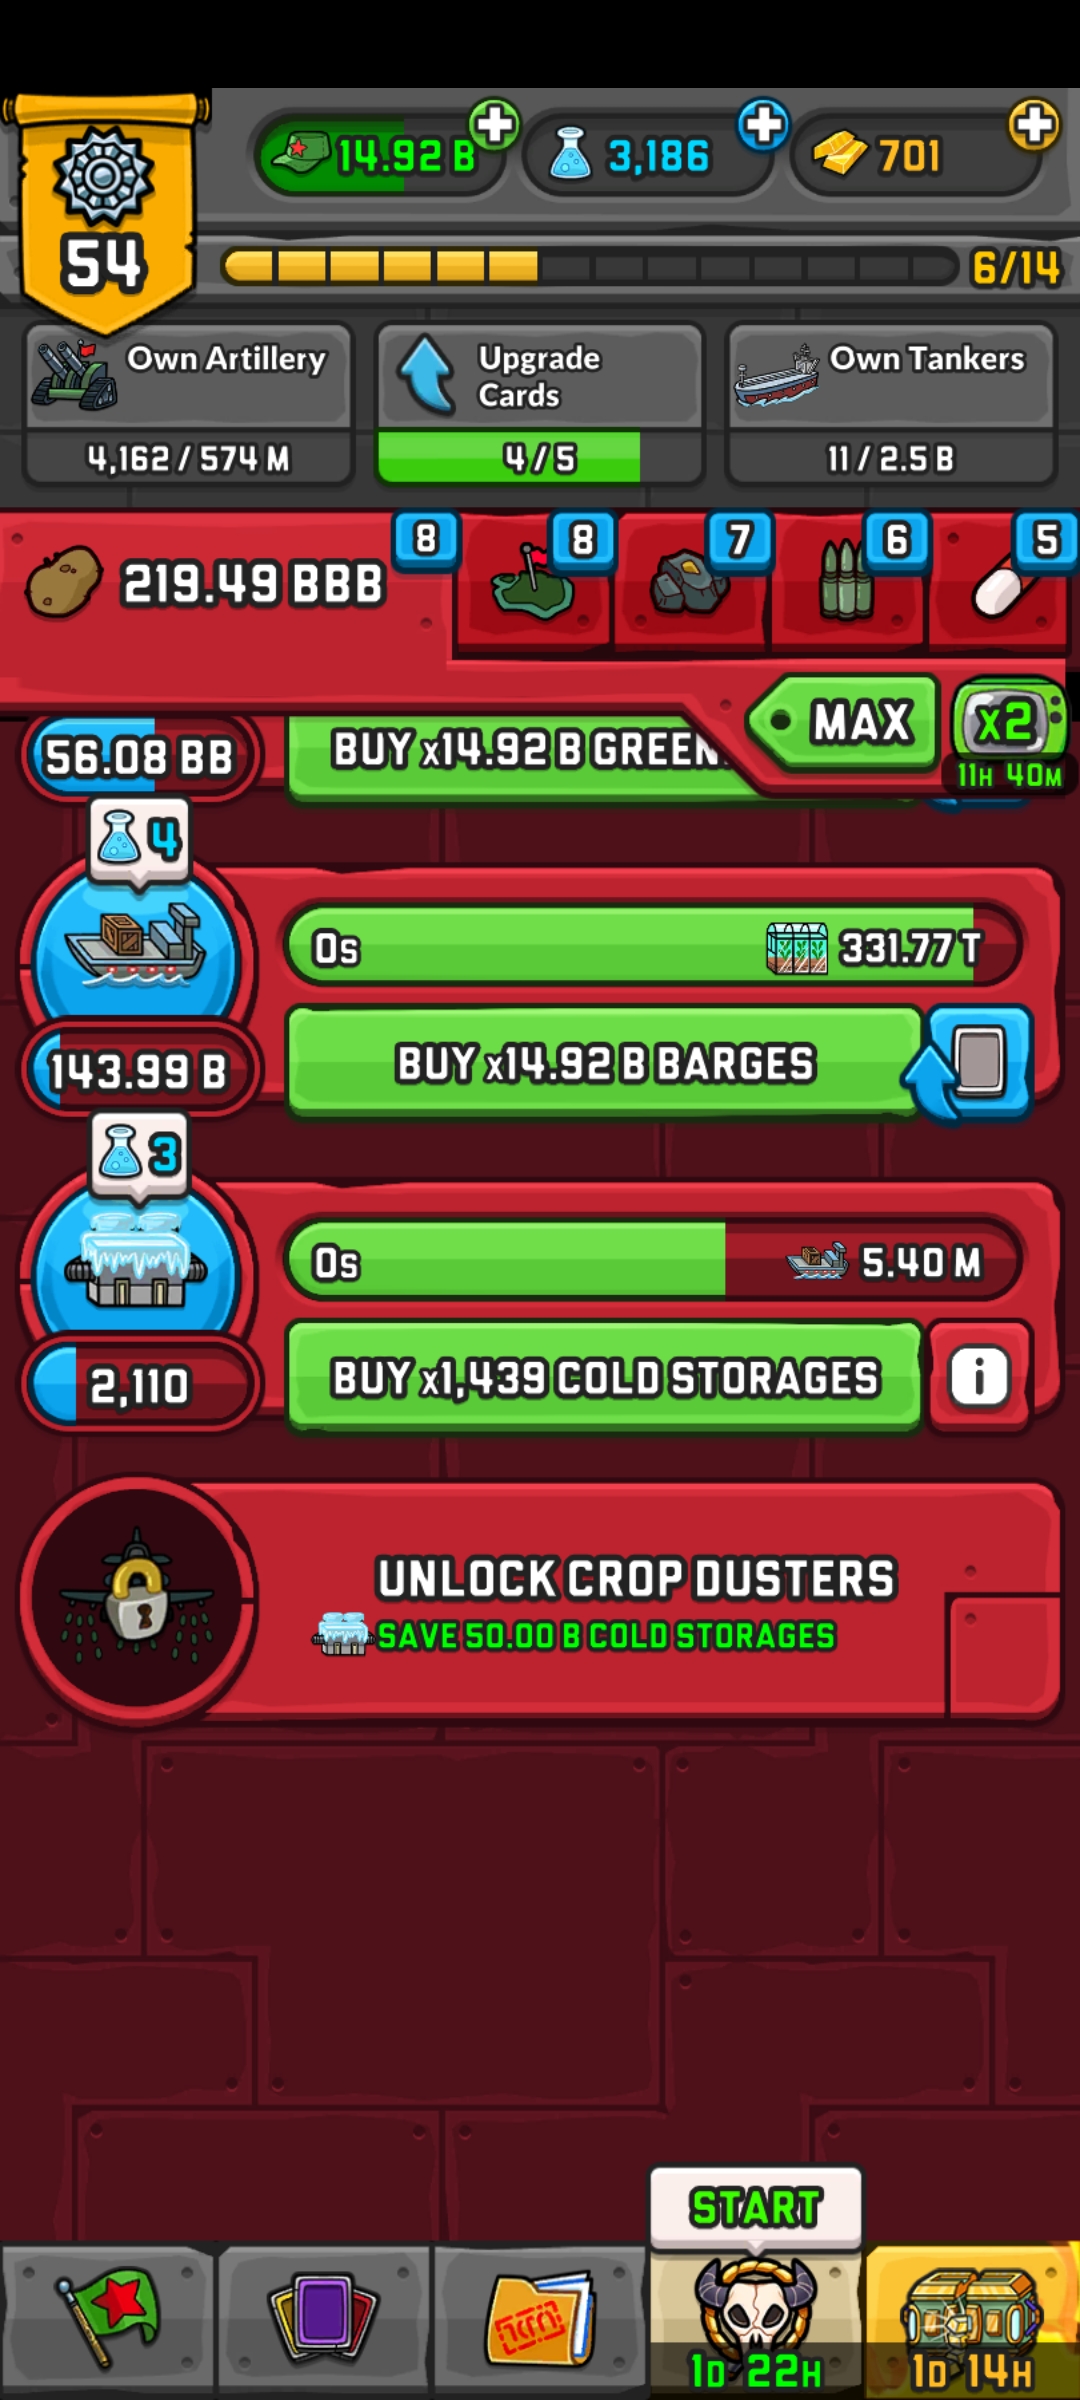 14.92 B
3,186
701
54
6/14
Own Artillery
4,162 / 574 M
Upgrade
Cards
4 / 5
Own Tankers
11 / 2.5 B
219.49 BBB
8
8
7
6
5
MAX
x2
11H 40M
56.08 BB
BUY x14.92 B GREEN
4
0s
331.77 T
143.99 B
BUY x14.92 B BARGES
3
0s
5.40 M
2,110
BUY x1,439 COLD STORAGES
i
UNLOCK CROP DUSTERS
SAVE 50.00 B COLD STORAGES
START
1D 22H
1D 14H